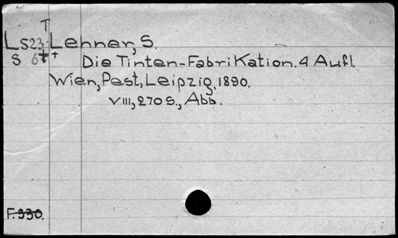 LS23 Lehner, S.
S 6
Die Tinten-Fabrikation. 4 Aufl.
Wien, Pest, Leipzig, 1890.
VIII, 270 S., Abb.
F. 330.